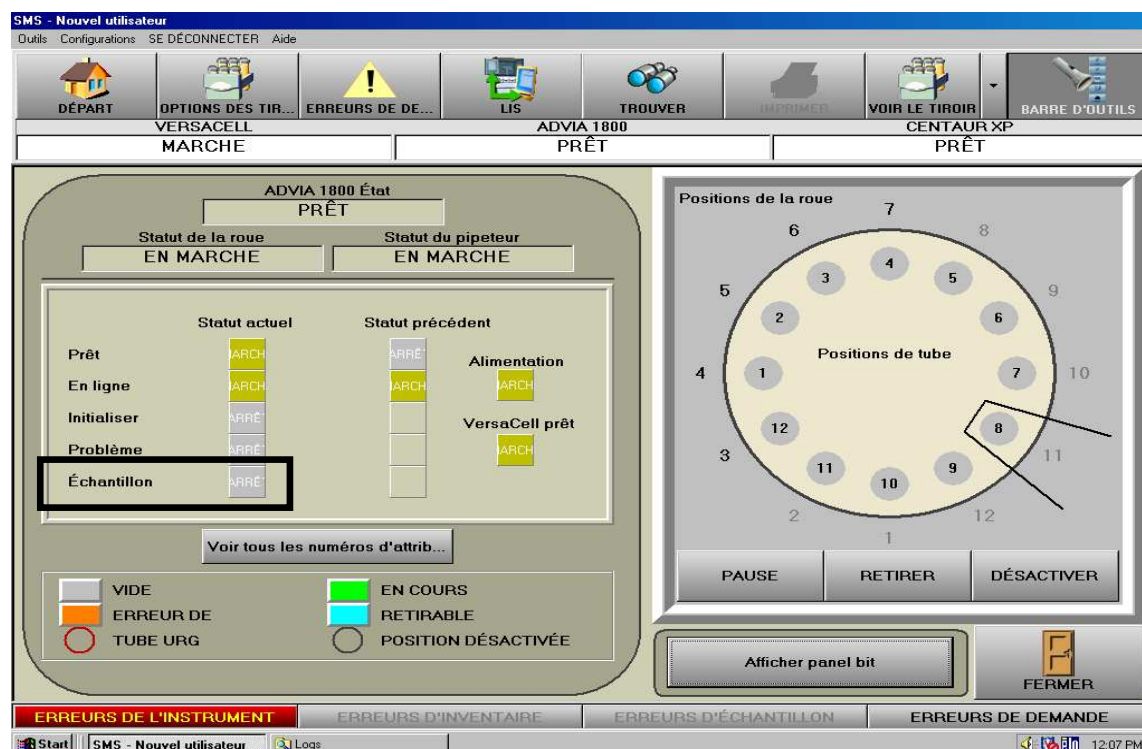 SMS - Nouvel utilisateur
Outils Configurations SE DÉCONNECTER Aide
DÉPART OPTIONS DES TIR... ERREURS DE DE... LIS TROUVER IMPRIMER VOIR LE TIROIR BARRE D'OUTILS
VERSACELL ADVIA 1800 CENTAUR XP
MARCHE PRÊT PRÊT
ADVIA 1800 État
PRÊT
Statut de la roue Statut du pipeteur
EN MARCHE EN MARCHE
Statut actuel Statut précédent
Prêt ARCH ARRÊ Alimentation
En ligne ARCH ARCH ARCH
Initialiser ARRÊ VersaCell prêt
Problème ARRÊ ARCH
Échantillon ARRÊ
Voir tous les numéros d'attrib...
VIDE EN COURS
ERREUR DE RETIRABLE
TUBE URG POSITION DÉSACTIVÉE
Positions de la roue
7
6 8
4
3 5
5 9
2 6
Positions de tube
4 1 7 10
12 8
3 11
11 9
10
2 12
1
PAUSE RETIRER DÉSACTIVER
Afficher panel bit
FERMER
ERREURS DE L'INSTRUMENT ERREURS D'INVENTAIRE ERREURS D'ÉCHANTILLON ERREURS DE DEMANDE
Start SMS - Nouvel utilisateur Logs 12:07 PM